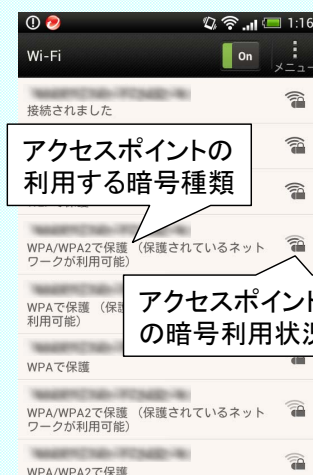 1:16
Wi-Fi
On
メニュー
接続されました
アクセスポイントの
利用する暗号種類
WPA/WPA2で保護 (保護されているネット
ワークが利用可能)
WPAで保護 (保護
利用可能)
アクセスポイント
の暗号利用状況
WPAで保護
WPA/WPA2で保護 (保護されているネット
ワークが利用可能)
WPA/WPA2で保護